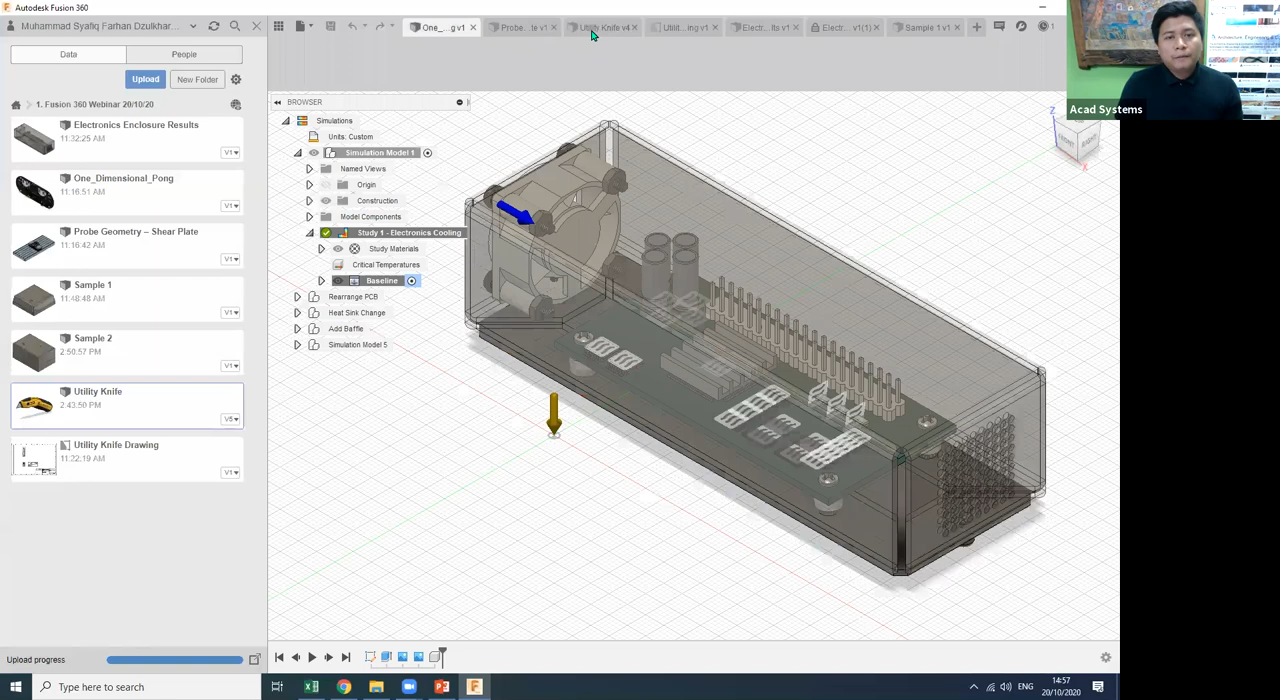 Autodesk Fusion 360
Muhammad Syafiq Farhan Dzulkhar...
One_...g v1
Probe ...te v1
Utility Knife v4
Utilit...ing v1
Electr...lts v1
Electr... v1(1)
Sample 1 v1
1
Data
People
Upload
New Folder
1. Fusion 360 Webinar 20/10/20
Electronics Enclosure Results
11:32:25 AM
V1
One_Dimensional_Pong
11:16:51 AM
V1
Probe Geometry – Shear Plate
11:16:42 AM
V1
Sample 1
11:48:48 AM
V1
Sample 2
2:50:57 PM
V1
Utility Knife
2:43:50 PM
V5
Utility Knife Drawing
11:22:19 AM
V1
Upload progress
BROWSER
Simulations
Units: Custom
Simulation Model 1
Named Views
Origin
Construction
Model Components
Study 1 - Electronics Cooling
Study Materials
Critical Temperatures
Baseline
Rearrange PCB
Heat Sink Change
Add Baffle
Simulation Model 5
Z
FRONT
RIGHT
X
Acad Systems
Type here to search
ENG
14:57
20/10/2020